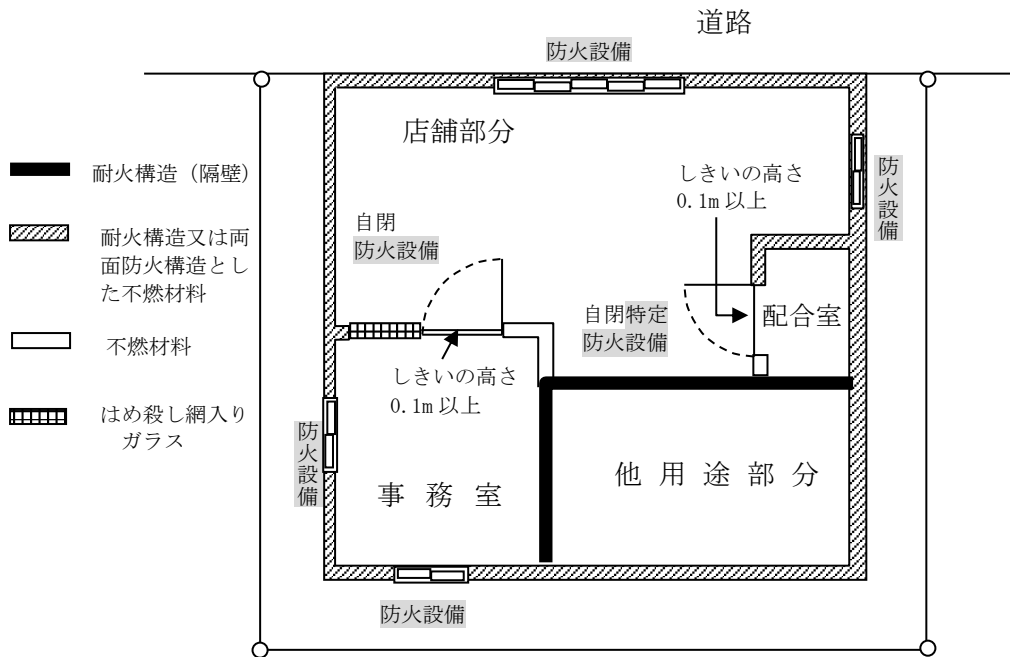 道路
防火設備
店舗部分
耐火構造（隔壁）
しきいの高さ
0.1m 以上
防火設備
耐火構造又は両
面防火構造とし
た不燃材料
自閉
防火設備
自閉特定
防火設備
配合室
不燃材料
しきいの高さ
0.1m 以上
はめ殺し網入り
ガラス
防火設備
事務室
他用途部分
防火設備